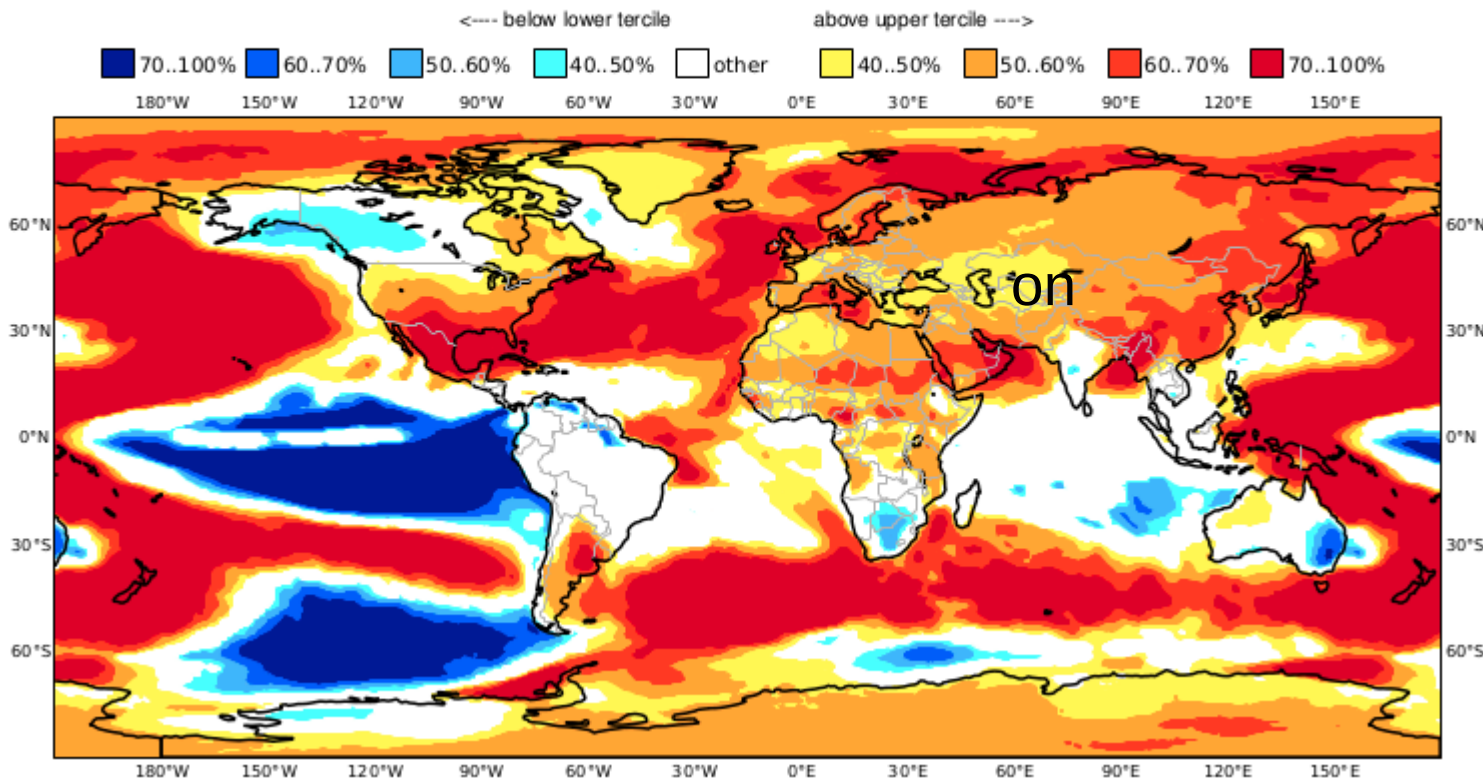 <---- below lower tercile above upper tercile ---->
70..100% 60..70% 50..60% 40..50% other 40..50% 50..60% 60..70% 70..100%
180°W 150°W 120°W 90°W 60°W 30°W 0°E 30°E 60°E 90°E 120°E 150°E
60°N 60°N
on
30°N 30°N
0°N 0°N
30°S 30°S
60°S 60°S
180°W 150°W 120°W 90°W 60°W 30°W 0°E 30°E 60°E 90°E 120°E 150°E